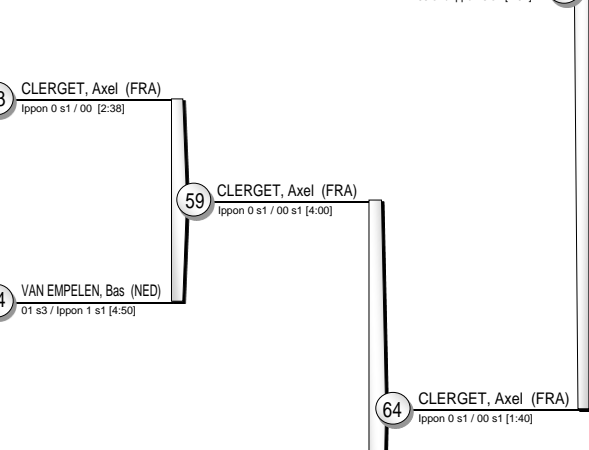 CLERGET, Axel (FRA)
Ippon 0 s1 / 00 [2:38]
59
CLERGET, Axel (FRA)
Ippon 0 s1 / 00 s1 [4:00]
VAN EMPELEN, Bas (NED)
01 s3 / Ippon 1 s1 [4:50]
64
CLERGET, Axel (FRA)
Ippon 0 s1 / 00 s1 [1:40]